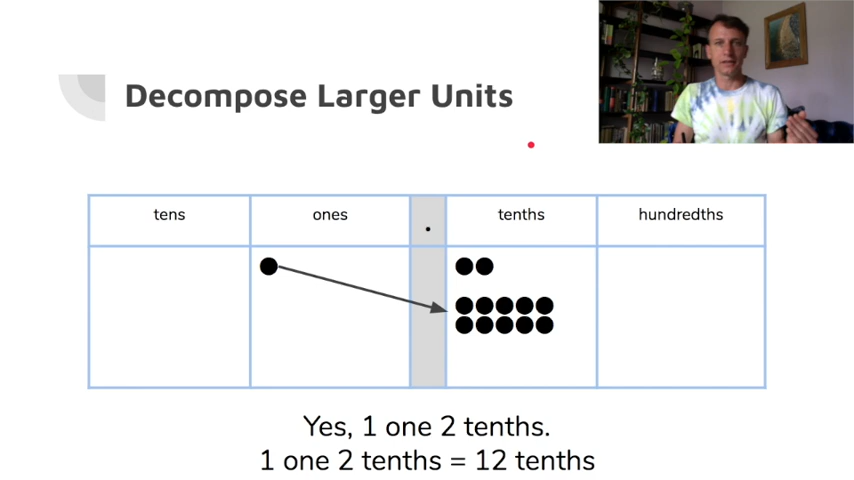 Decompose Larger Units
tens ones . tenths hundredths
Yes, 1 one 2 tenths.
1 one 2 tenths = 12 tenths